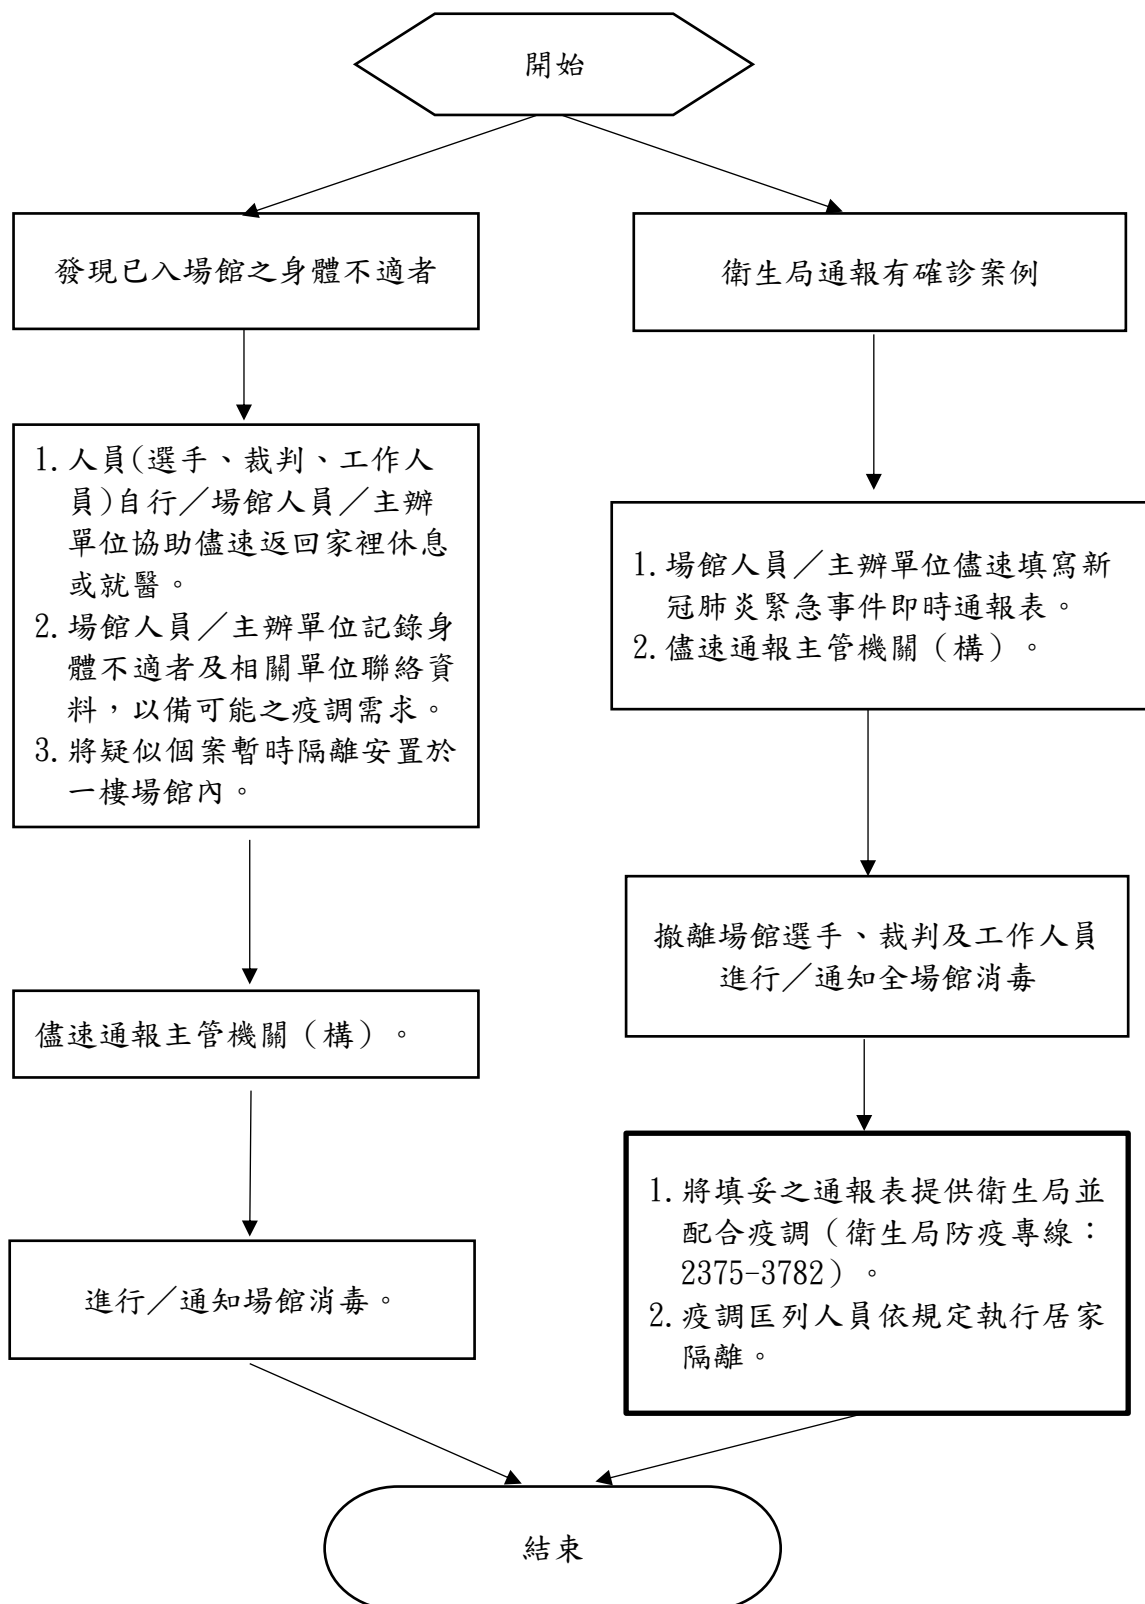 開始
發現已入場館之身體不適者
衛生局通報有確診案例
1. 人員(選手、裁判、工作人
員)自行／場館人員／主辦
單位協助儘速返回家裡休息
或就醫。
2. 場館人員／主辦單位記錄身
體不適者及相關單位聯絡資
料，以備可能之疫調需求。
3. 將疑似個案暫時隔離安置於
一樓場館內。
1. 場館人員／主辦單位儘速填寫新
冠肺炎緊急事件即時通報表。
2. 儘速通報主管機關（構）。
撤離場館選手、裁判及工作人員
進行／通知全場館消毒
儘速通報主管機關（構）。
1. 將填妥之通報表提供衛生局並
配合疫調（衛生局防疫專線：
2375-3782）。
2. 疫調匡列人員依規定執行居家
隔離。
進行／通知場館消毒。
結束